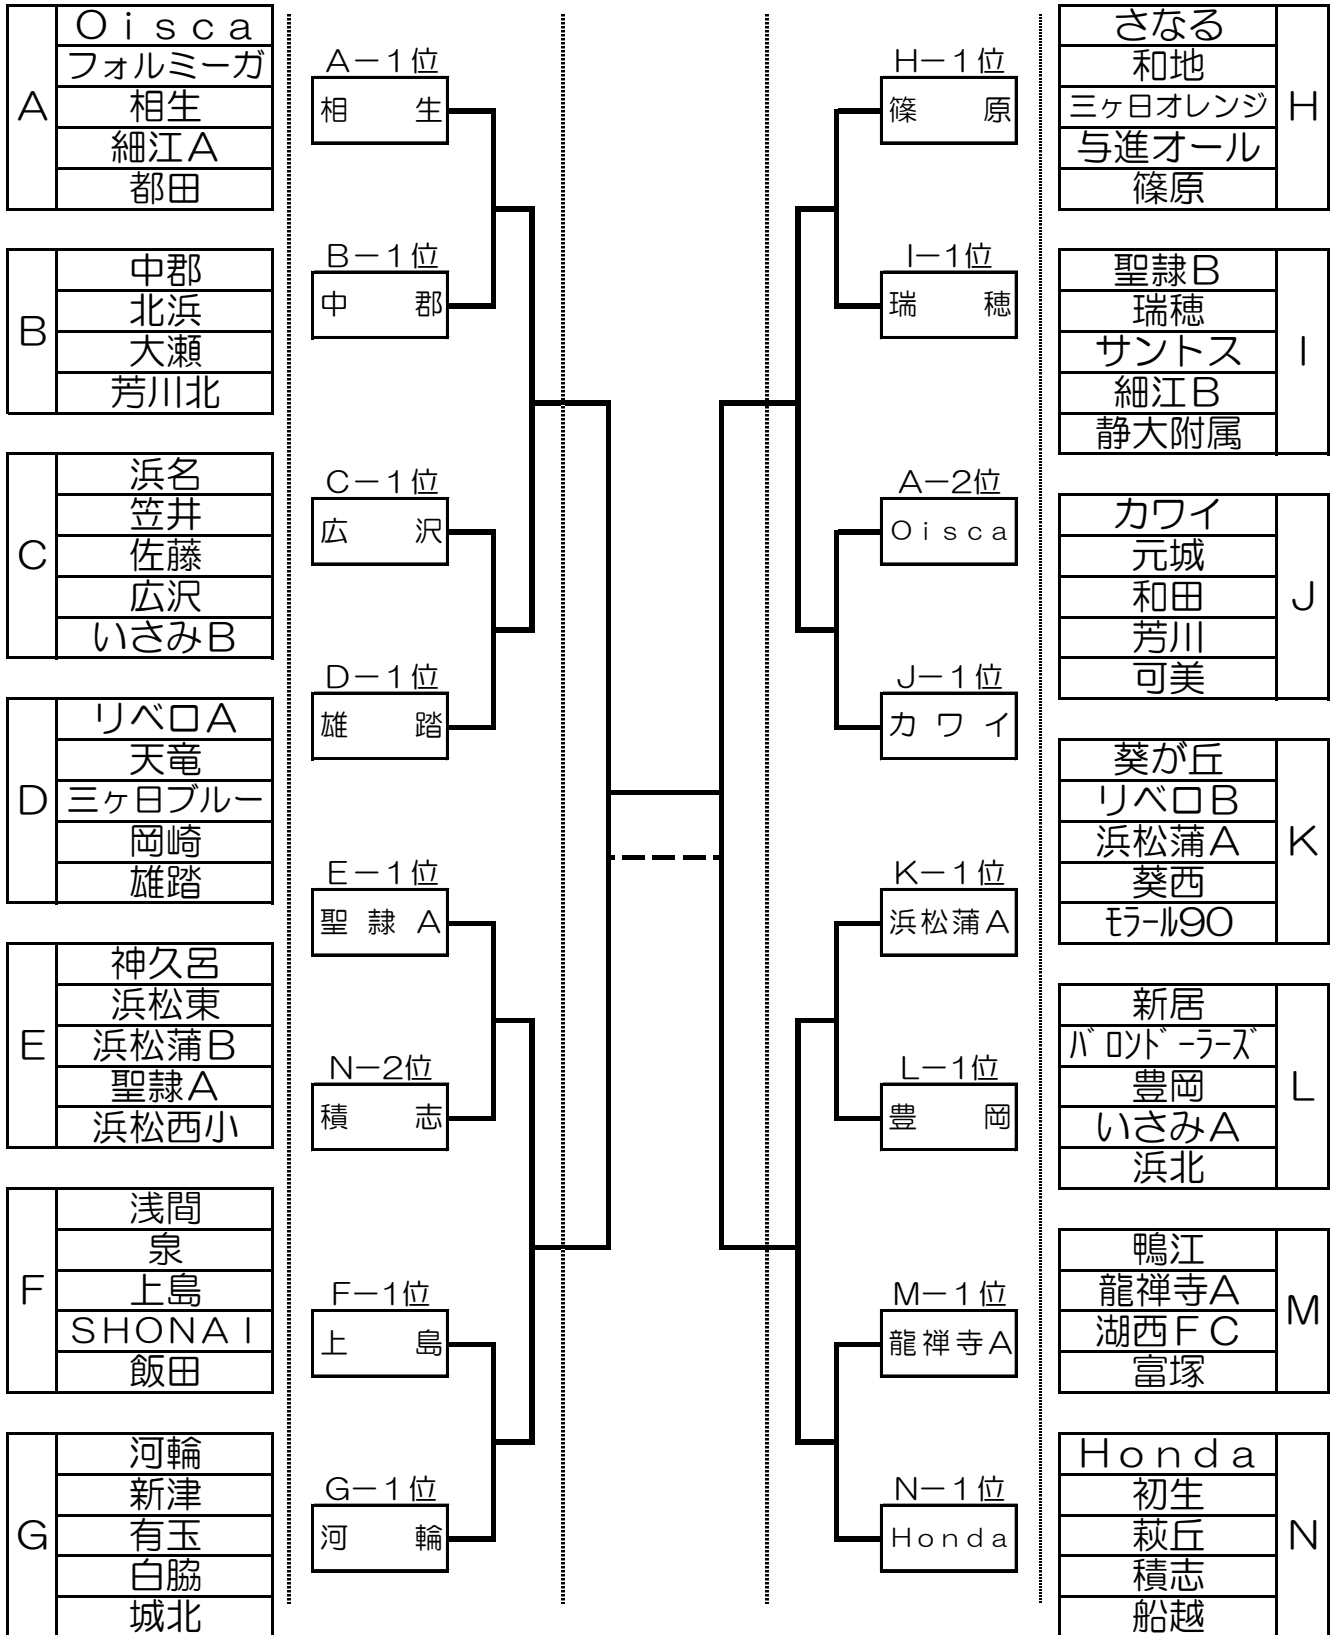 A
Ｏｉｓｃａ
フォルミーガ
相生
細江A
都田
B
中郡
北浜
大瀬
芳川北
C
浜名
笠井
佐藤
広沢
いさみB
D
リベロA
天竜
三ヶ日ブルー
岡崎
雄踏
E
神久呂
浜松東
浜松蒲B
聖隷A
浜松西小
F
浅間
泉
上島
SHONAI
飯田
G
河輪
新津
有玉
白脇
城北
A－1位
相生
B－1位
中郡
C－1位
広沢
D－1位
雄踏
E－1位
聖隷A
N－2位
積志
F－1位
上島
G－1位
河輪
H－1位
篠原
I－1位
瑞穂
A－2位
Ｏｉｓｃａ
J－1位
カワイ
K－1位
浜松蒲A
L－1位
豊岡
M－1位
龍禅寺A
N－1位
Ｈｏｎｄａ
H
さなる
和地
三ヶ日オレンジ
与進オール
篠原
I
聖隷B
瑞穂
サントス
細江B
静大附属
J
カワイ
元城
和田
芳川
可美
K
葵が丘
リベロB
浜松蒲A
葵西
ﾓﾗｰﾙ90
L
新居
ﾊﾞﾛﾝﾄﾞｰﾗｰｽﾞ
豊岡
いさみA
浜北
M
鴨江
龍禅寺A
湖西ＦＣ
富塚
N
Ｈｏｎｄａ
初生
萩丘
積志
船越